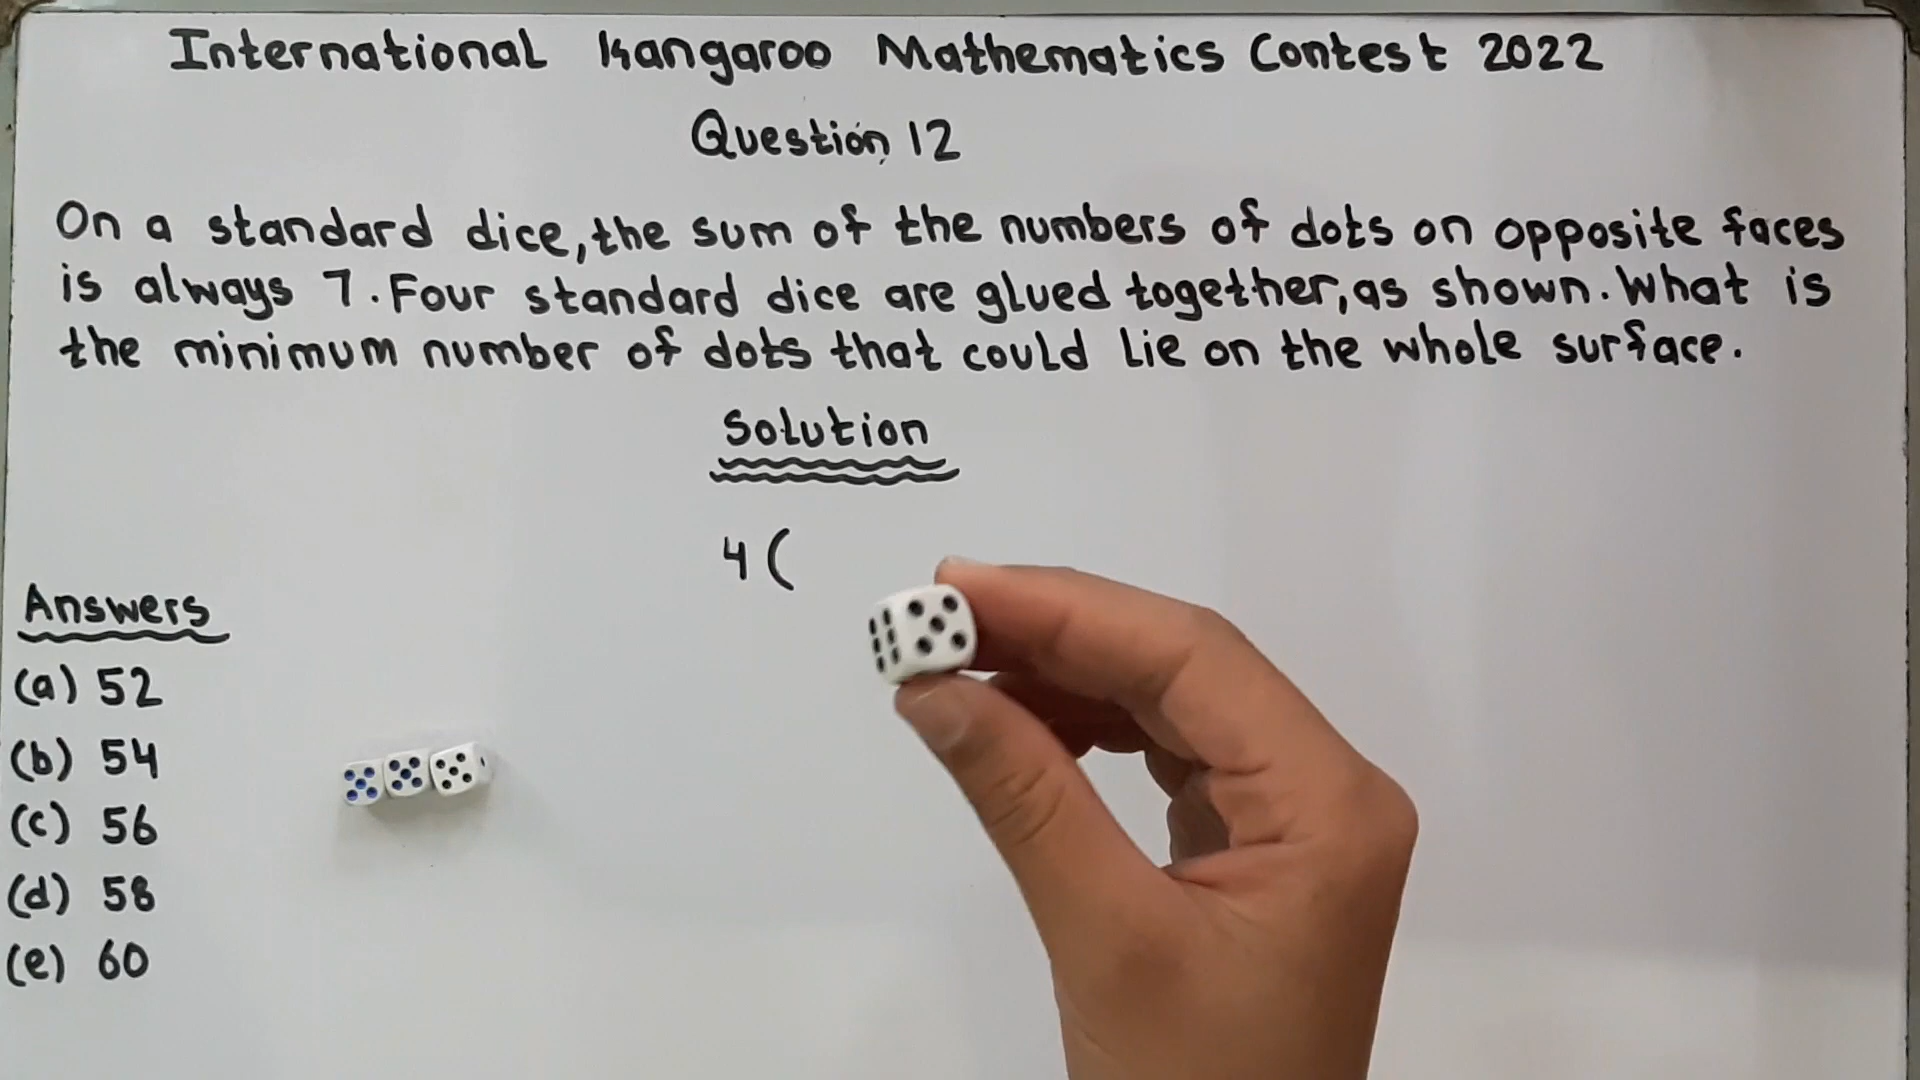 International Kangaroo Mathematics Contest 2022
Question 12
On a standard dice, the sum of the numbers of dots on opposite faces
is always 7. Four standard dice are glued together, as shown. What is
the minimum number of dots that could lie on the whole surface.
Solution
4 (
Answers
(a) 52
(b) 54
(c) 56
(d) 58
(e) 60